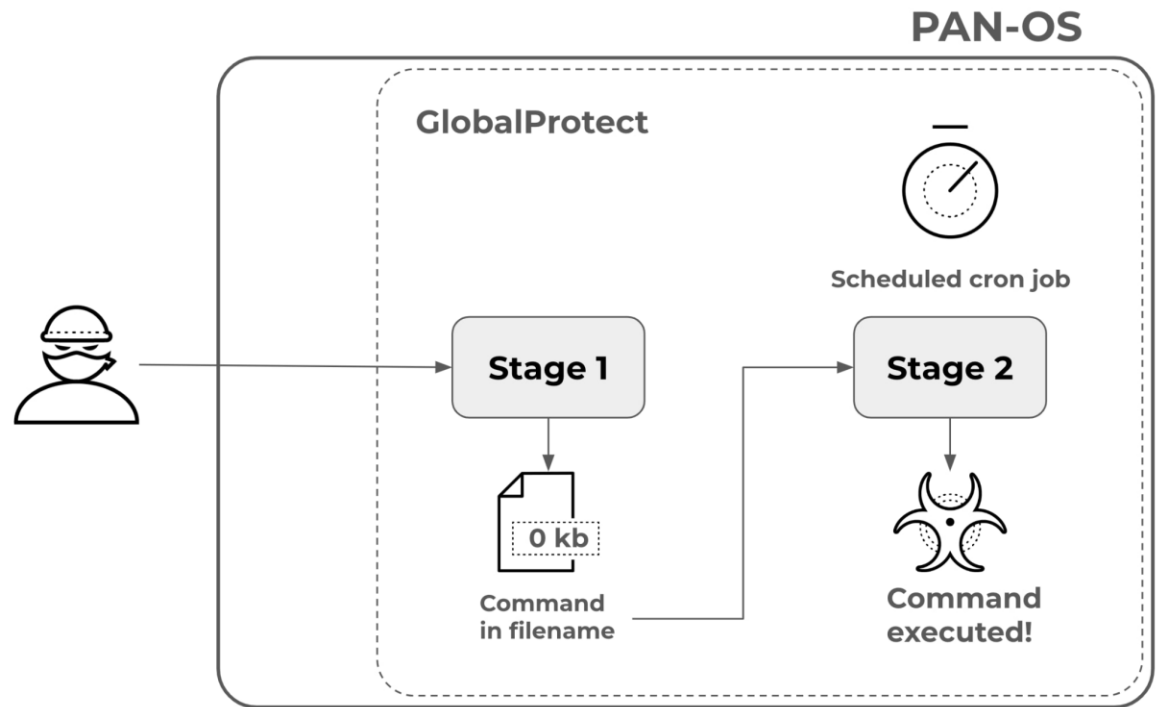 PAN-OS
GlobalProtect
Scheduled cron job
Stage 1
Stage 2
0 kb
Command
in filename
Command
executed!